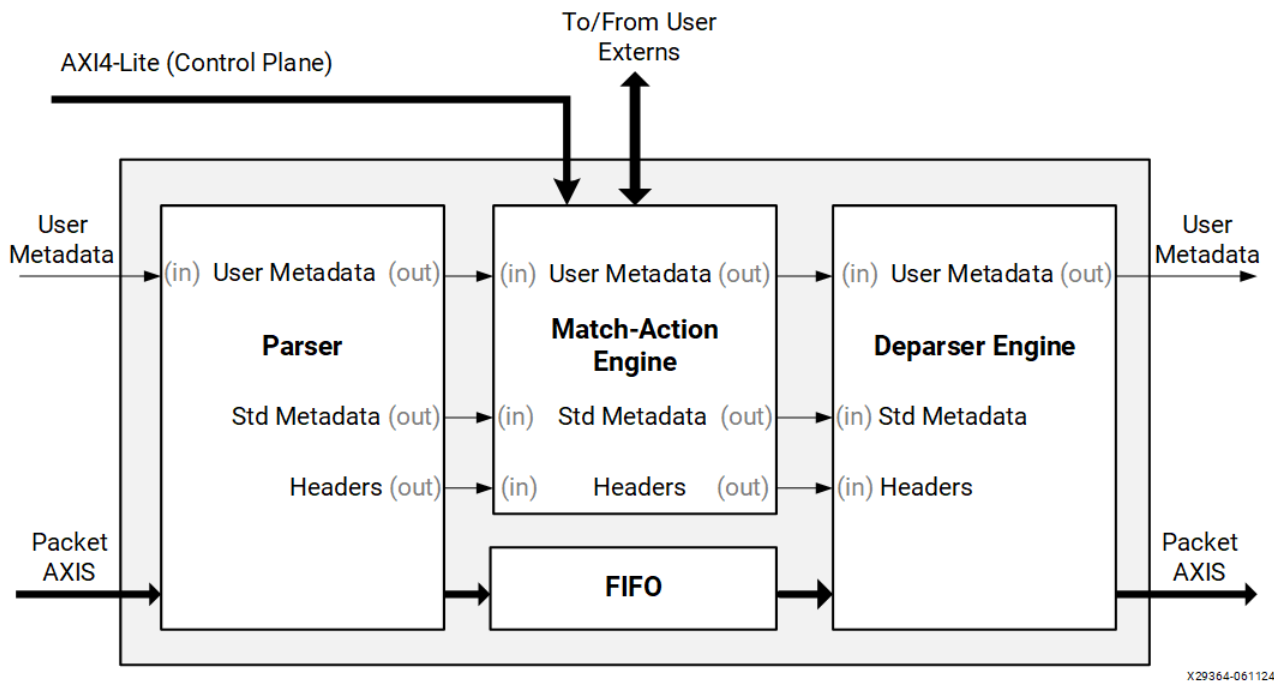 To/From User
Externs
AXI4-Lite (Control Plane)
User
Metadata
(in) User Metadata (out)
(in) User Metadata (out)
(in) User Metadata (out)
User
Metadata
Parser
Match-Action
Engine
Deparser Engine
Std Metadata (out)
(in) Std Metadata (out)
(in) Std Metadata
Headers (out)
(in) Headers (out)
(in) Headers
Packet
AXIS
FIFO
Packet
AXIS
X29364-061124